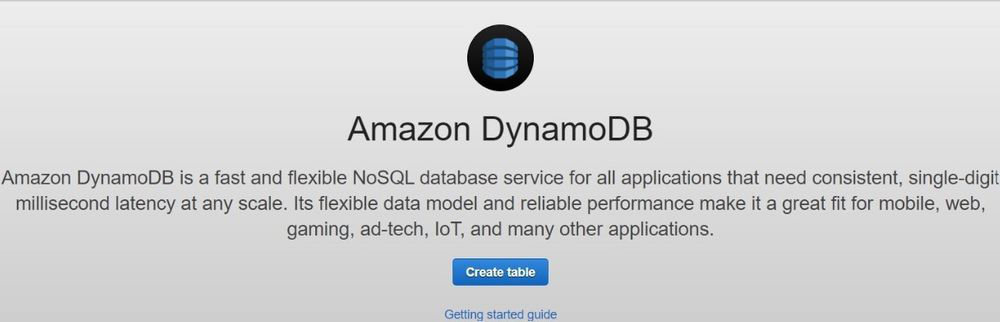 Amazon DynamoDB
Amazon DynamoDB is a fast and flexible NoSQL database service for all applications that need consistent, single-digit
millisecond latency at any scale. Its flexible data model and reliable performance make it a great fit for mobile, web,
gaming, ad-tech, IoT, and many other applications.
Create table
Getting started guide